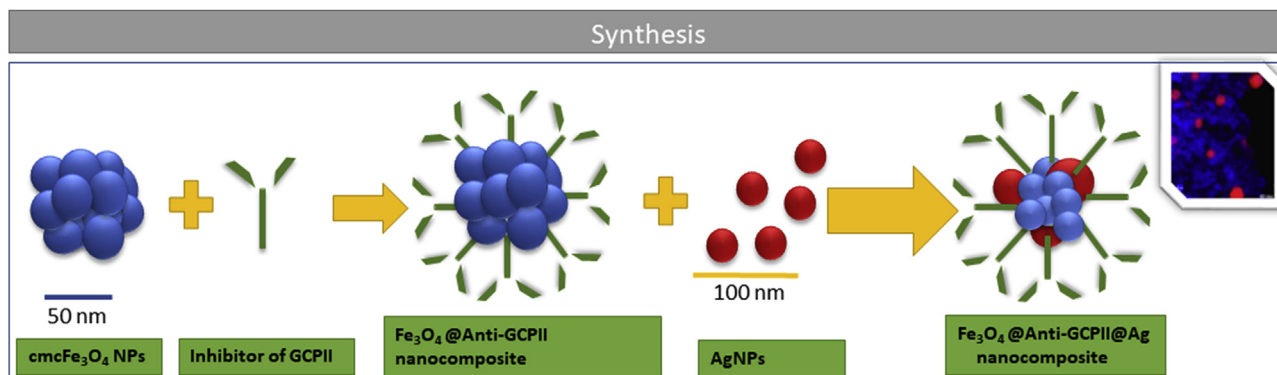 Synthesis
50 nm
100 nm
cmcFe₃O₄ NPs
Inhibitor of GCPII
Fe₃O₄ @Anti-GCPII
nanocomposite
AgNPs
Fe₃O₄ @Anti-GCPII@Ag
nanocomposite